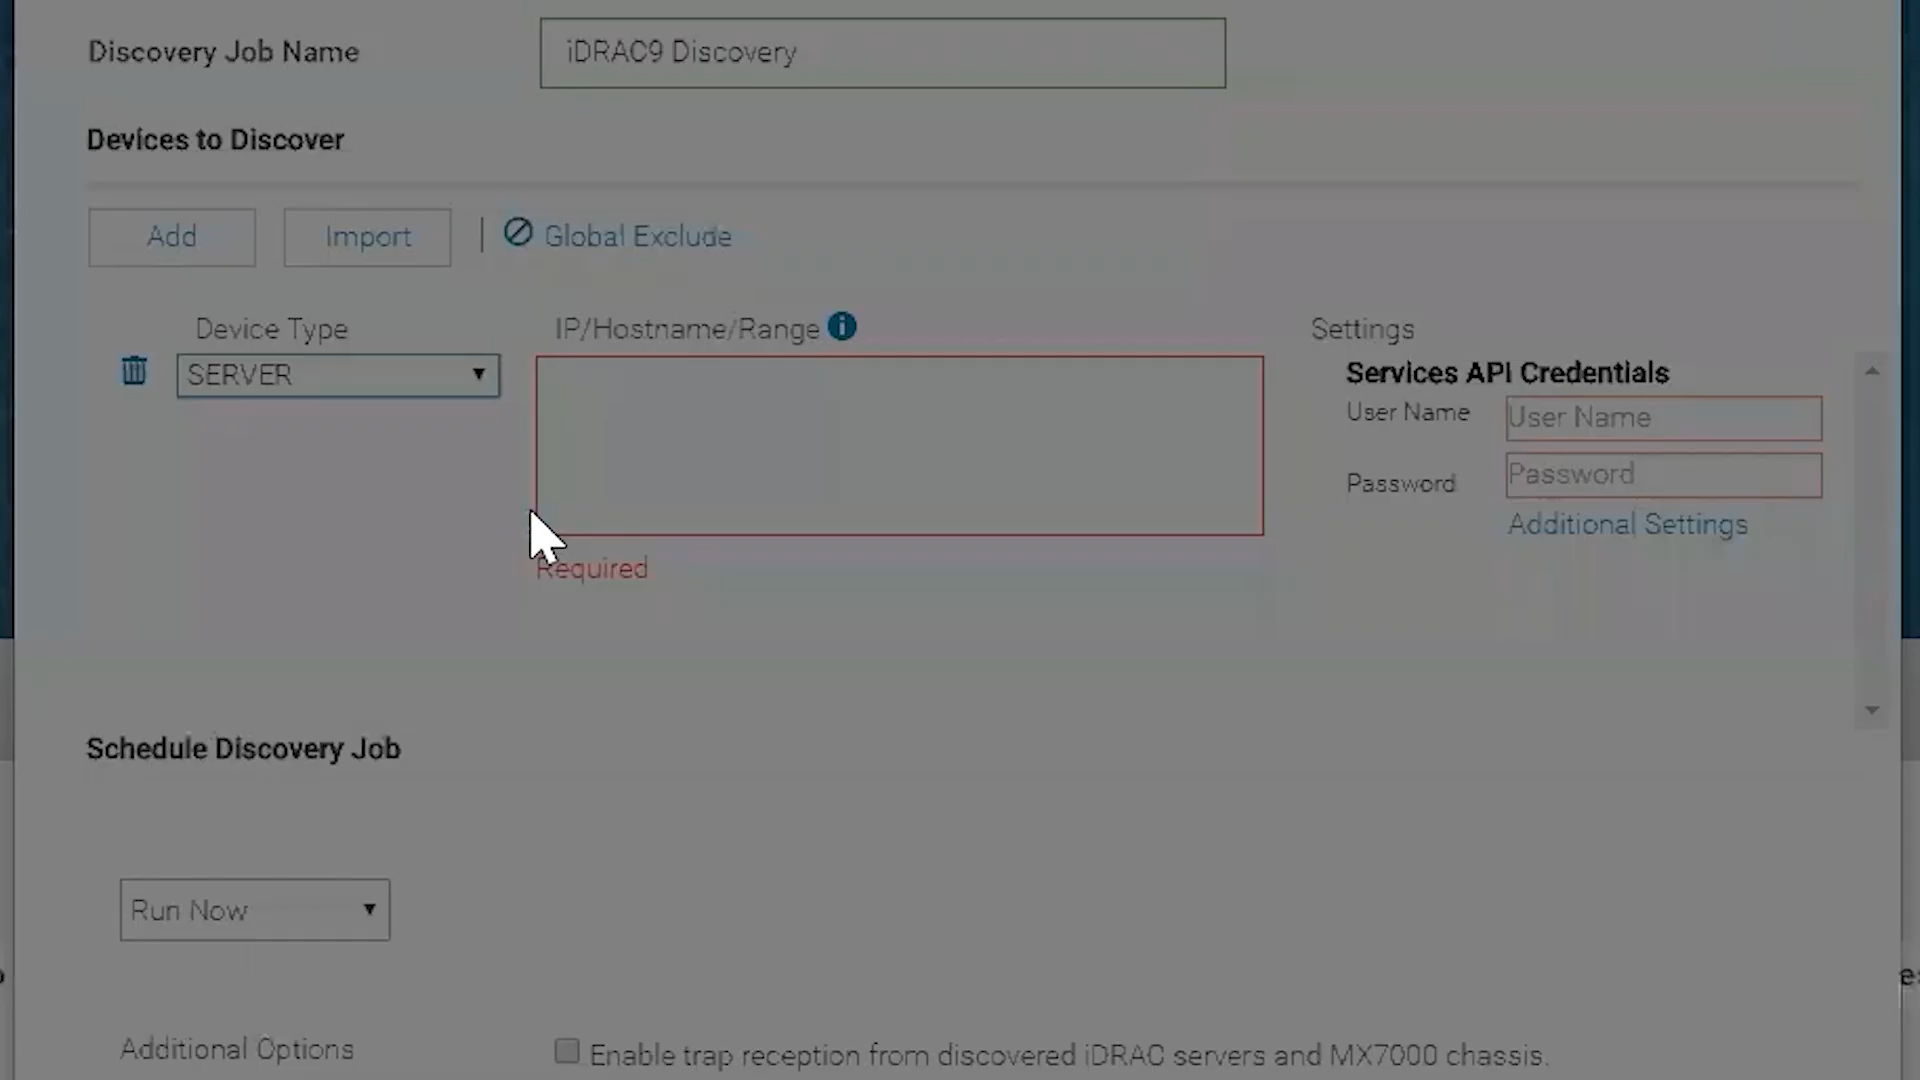 Discovery Job Name
iDRAC9 Discovery
Devices to Discover
Add
Import
Global Exclude
Device Type
IP/Hostname/Range
Settings
SERVER
Services API Credentials
User Name
User Name
Password
Password
Additional Settings
Required
Schedule Discovery Job
Run Now
Additional Options
Enable trap reception from discovered iDRAC servers and MX7000 chassis.